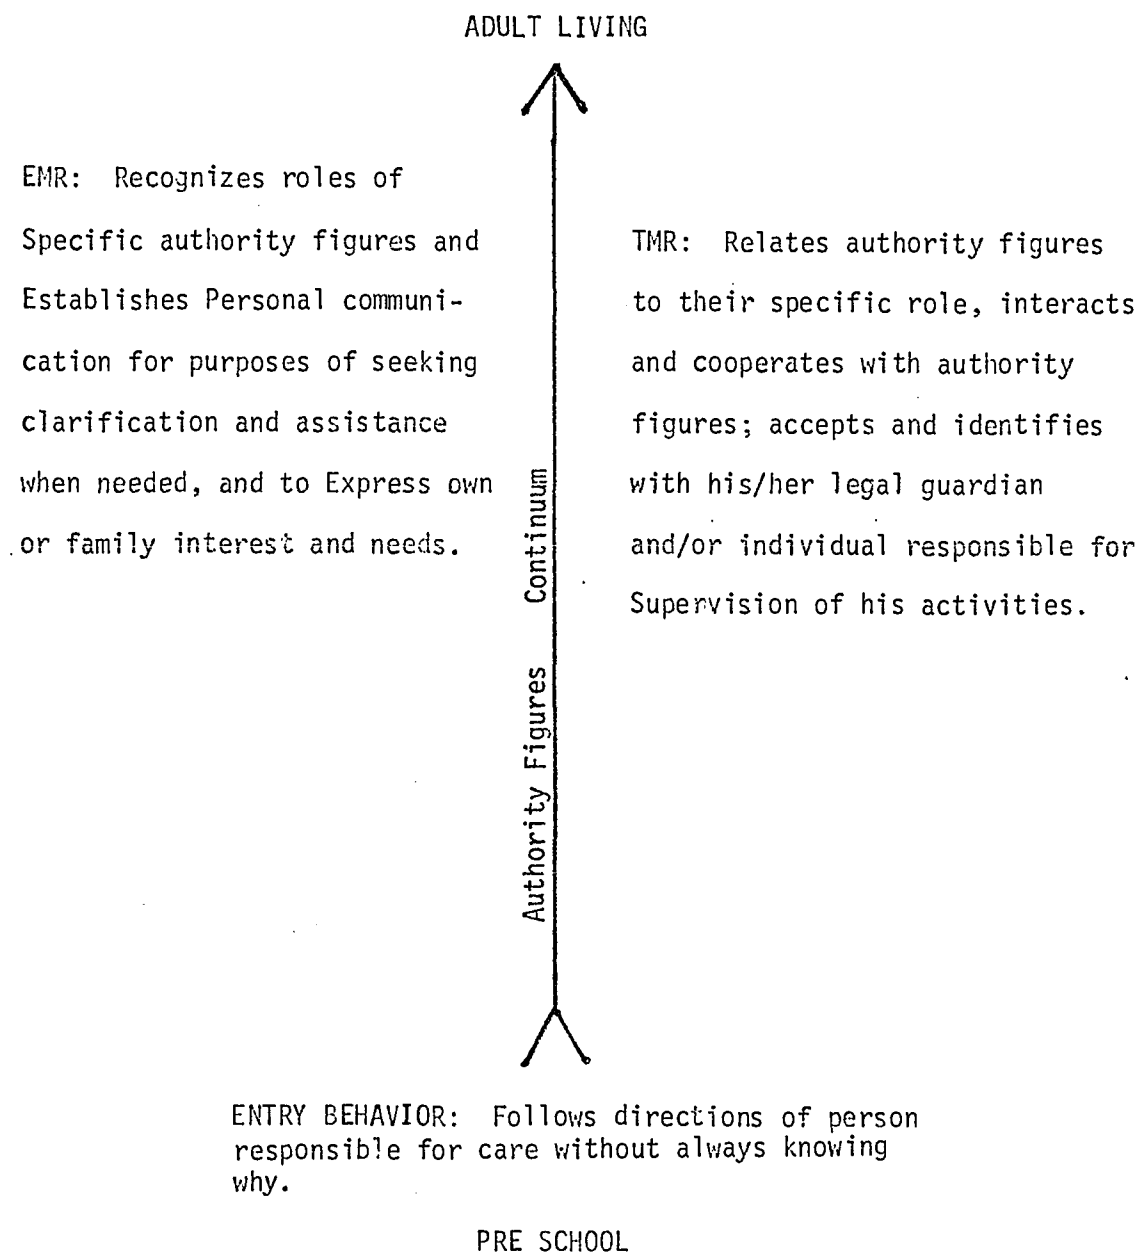 ADULT LIVING
EMR: Recognizes roles of
Specific authority figures and
Establishes Personal communi-
cation for purposes of seeking
clarification and assistance
when needed, and to Express own
or family interest and needs.
TMR: Relates authority figures
to their specific role, interacts
and cooperates with authority
figures; accepts and identifies
with his/her legal guardian
and/or individual responsible for
Supervision of his activities.
Authority Figures Continuum
ENTRY BEHAVIOR: Follows directions of person
responsible for care without always knowing
why.
PRE SCHOOL